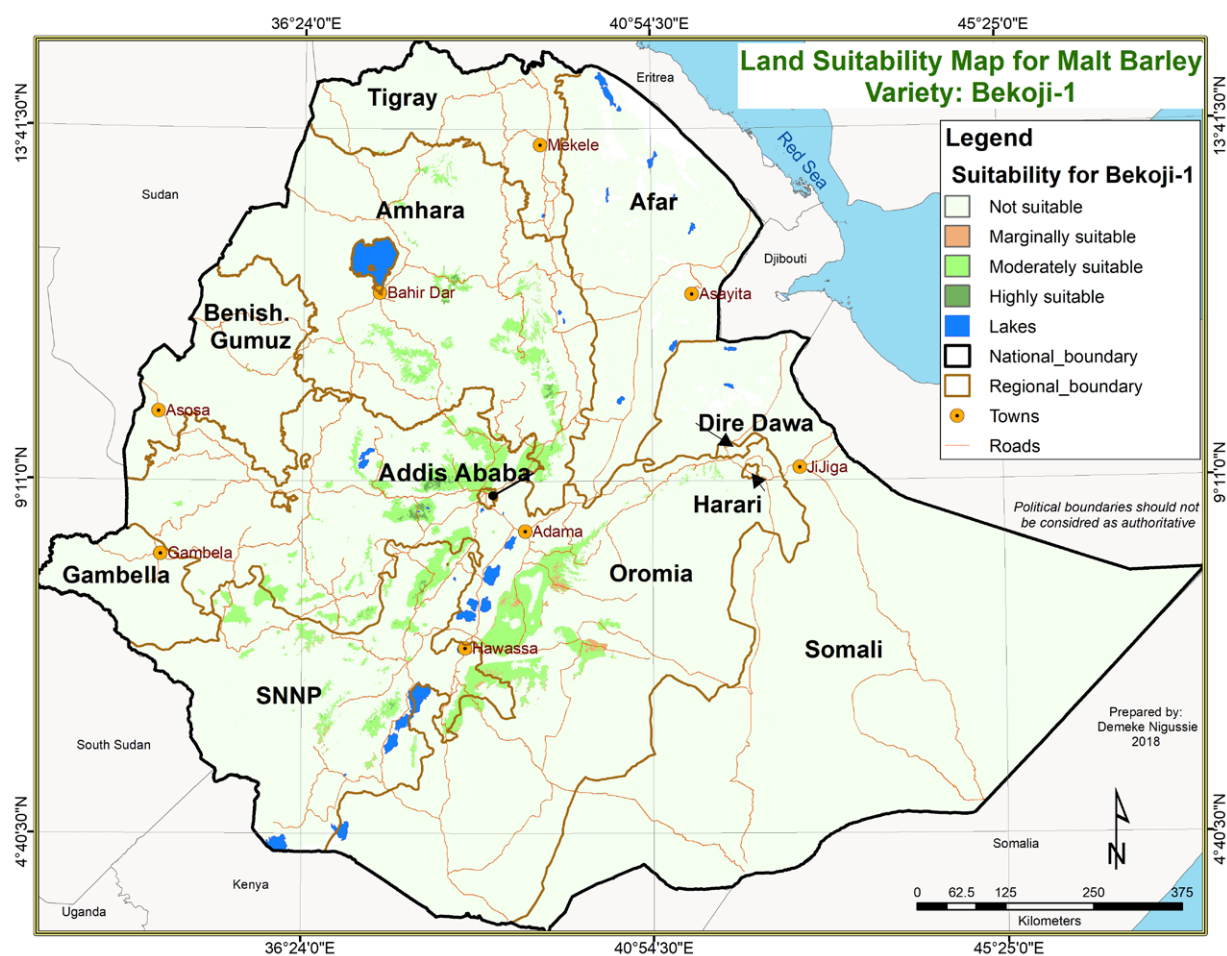 36°24'0"E
40°54'30"E
45°25'0"E
Land Suitability Map for Malt Barley
Variety: Bekoji-1
Eritrea
Tigray
13°41'30"N
13°41'30"N
Mekele
Red Sea
Legend
Suitability for Bekoji-1
Not suitable
Marginally suitable
Moderately suitable
Highly suitable
Lakes
National_boundary
Regional_boundary
Towns
Roads
Sudan
Amhara
Afar
Djibouti
Bahir Dar
Asayita
Benish.
Gumuz
Asosa
Dire Dawa
Addis Ababa
JiJiga
9°11'0"N
9°11'0"N
Harari
Political boundaries should not
be considred as authoritative
Adama
Gambela
Gambella
Oromia
Hawassa
Somali
SNNP
South Sudan
Prepared by:
Demeke Nigussie
2018
4°40'30"N
4°40'30"N
N
Somalia
Kenya
Uganda
0 62.5 125 250 375
Kilometers
36°24'0"E
40°54'30"E
45°25'0"E